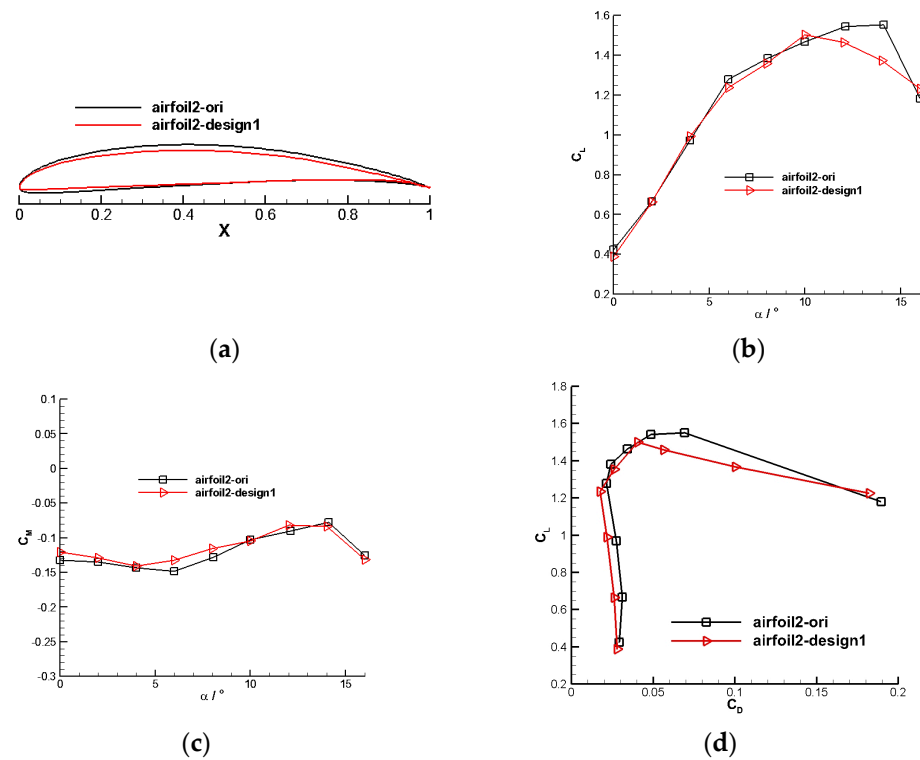 airfoil2-ori
airfoil2-design1
0 0.2 0.4 0.6 0.8 1
X
(a)
1.6
1.4
1.2
1
0.8
0.6
0.4
0.2
C_L
airfoil2-ori
airfoil2-design1
0 5 10 15
α / °
(b)
0.1
0.05
0
-0.05
-0.1
-0.15
-0.2
-0.25
-0.3
C_M
airfoil2-ori
airfoil2-design1
0 5 10 15
α / °
(c)
1.8
1.6
1.4
1.2
1
0.8
0.6
0.4
0.2
C_L
airfoil2-ori
airfoil2-design1
0 0.05 0.1 0.15 0.2
C_D
(d)